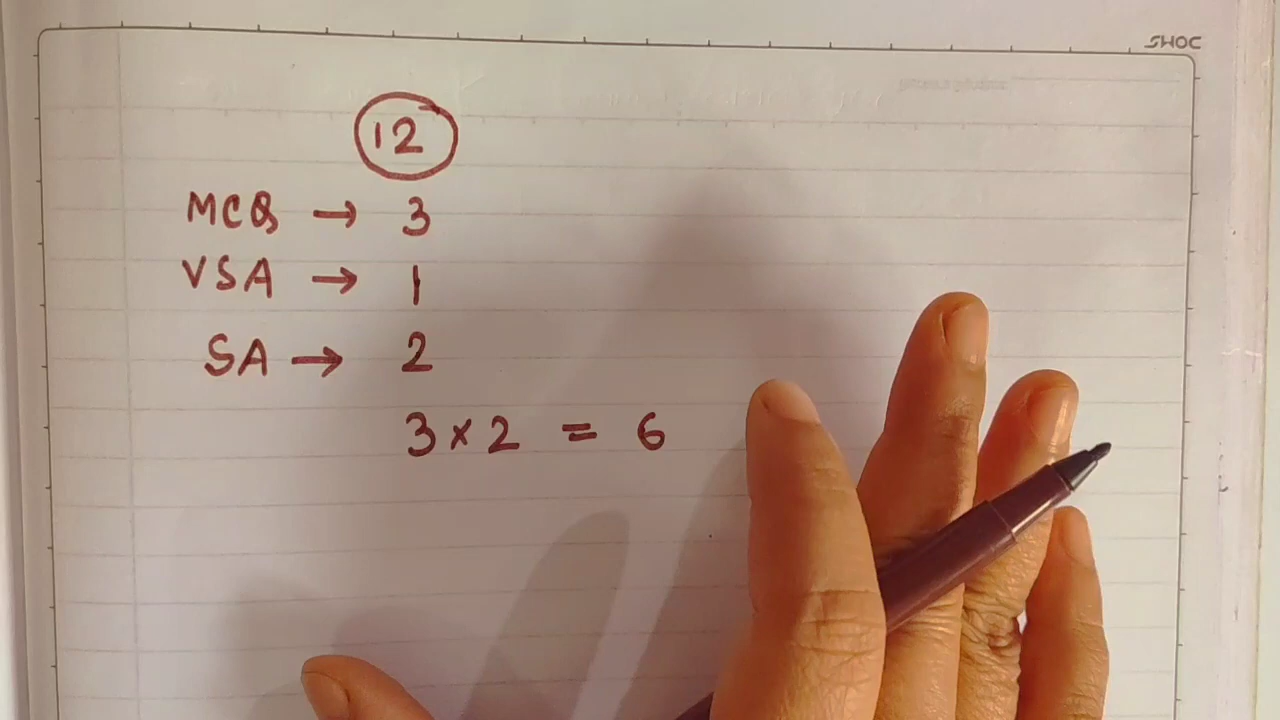 SHOC
12
MCQ → 3
VSA → 1
SA → 2
3 × 2 = 6